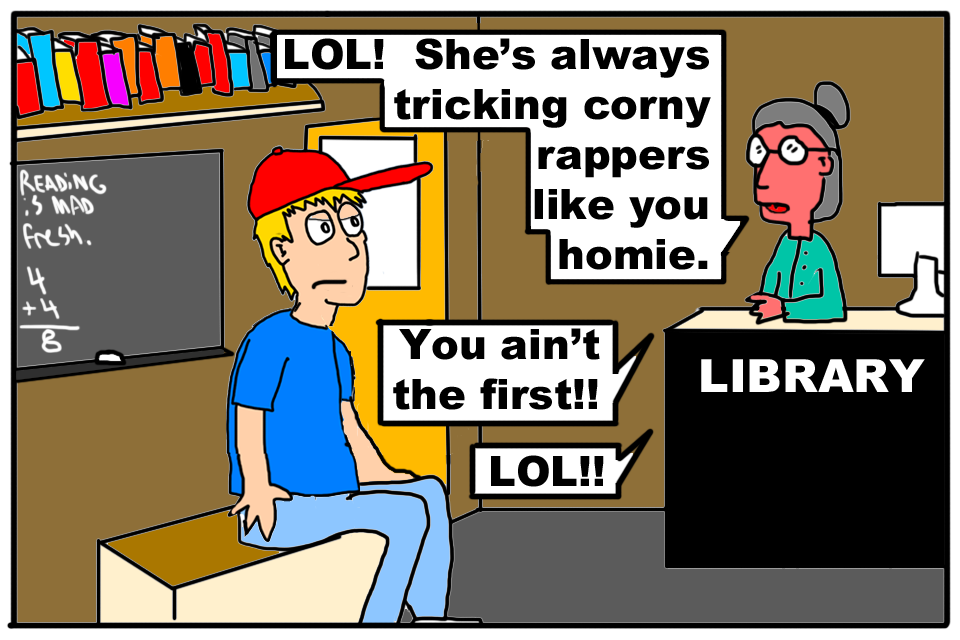 LOL! She's always
tricking corny
rappers
like you
homie.
READING
iS MAD
fresh.
4
+4
8
You ain't
the first!!
LIBRARY
LOL!!